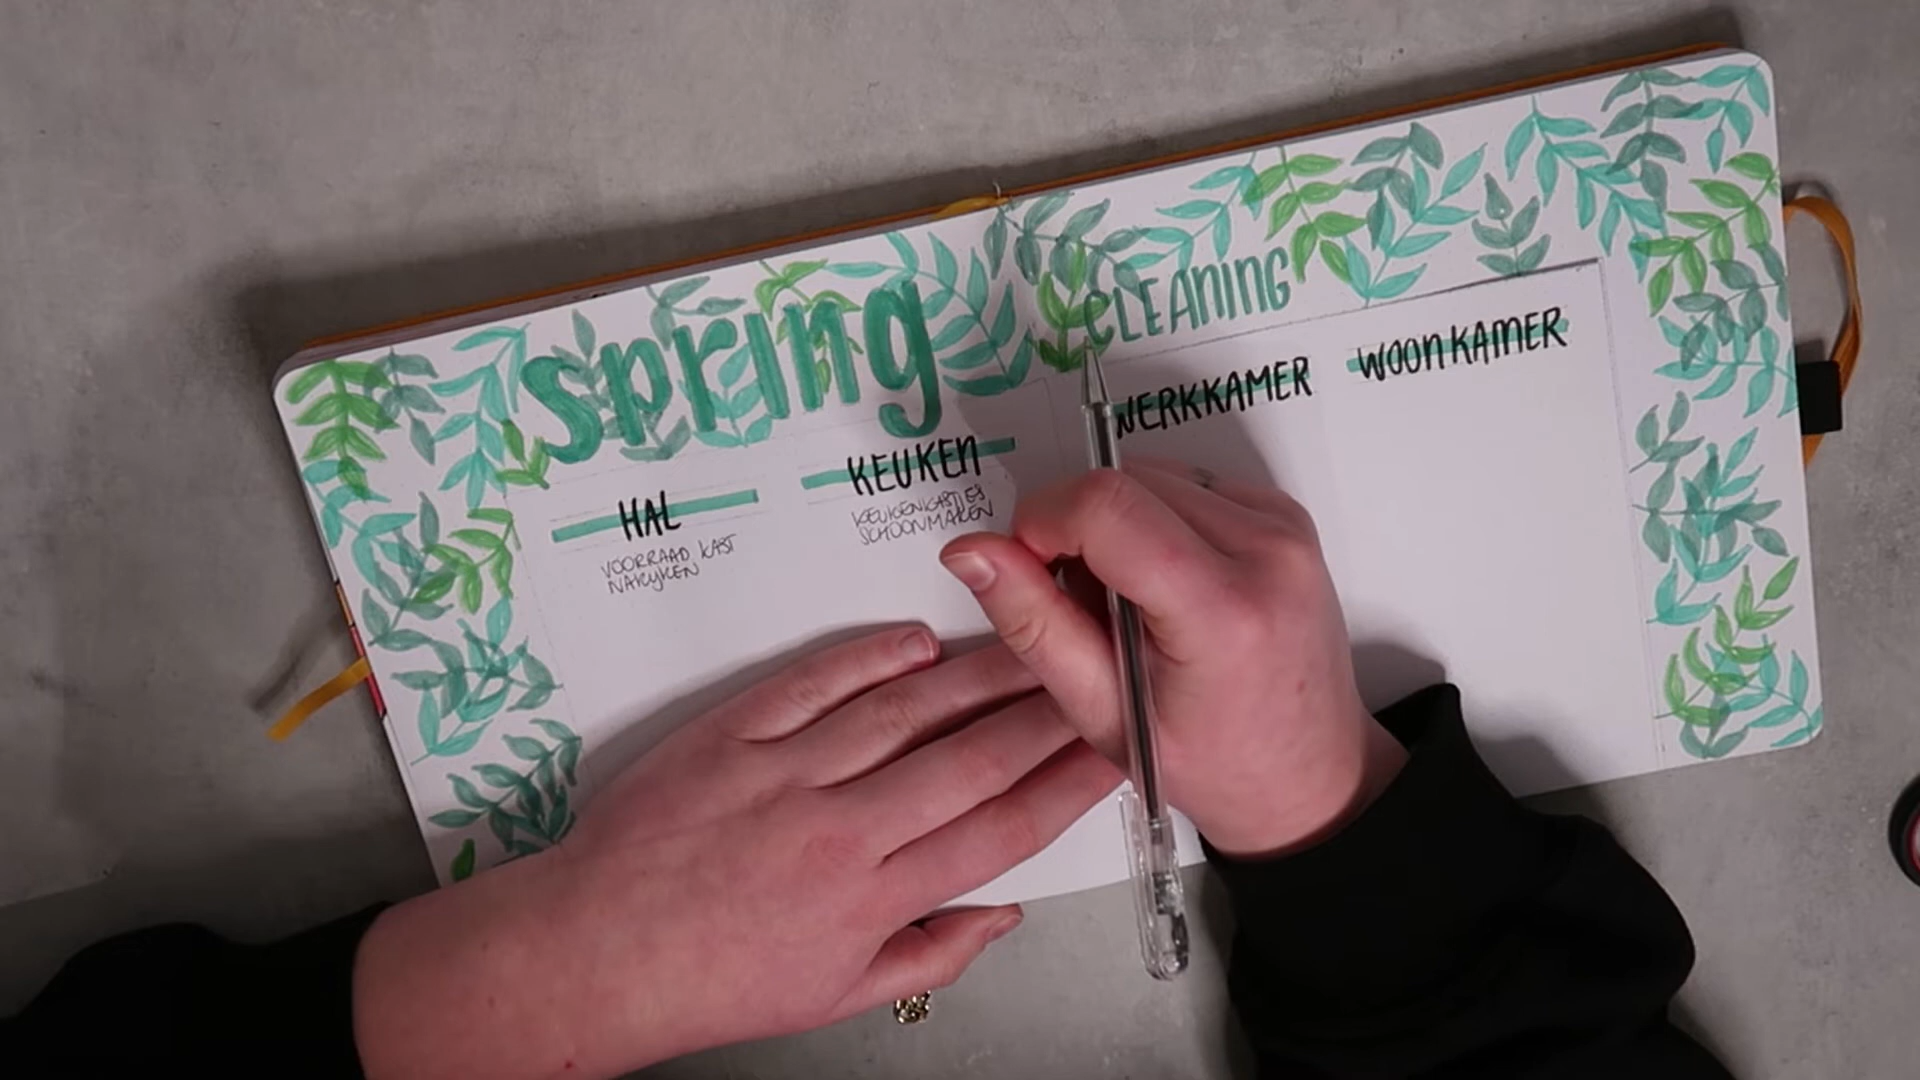 spring
CLEANING
HAL
VOORRAAD KAST
NAKIJKEN
KEUKEN
KEUKENKASTJES
SCHOONMAKEN
WERKKAMER
WOONKAMER